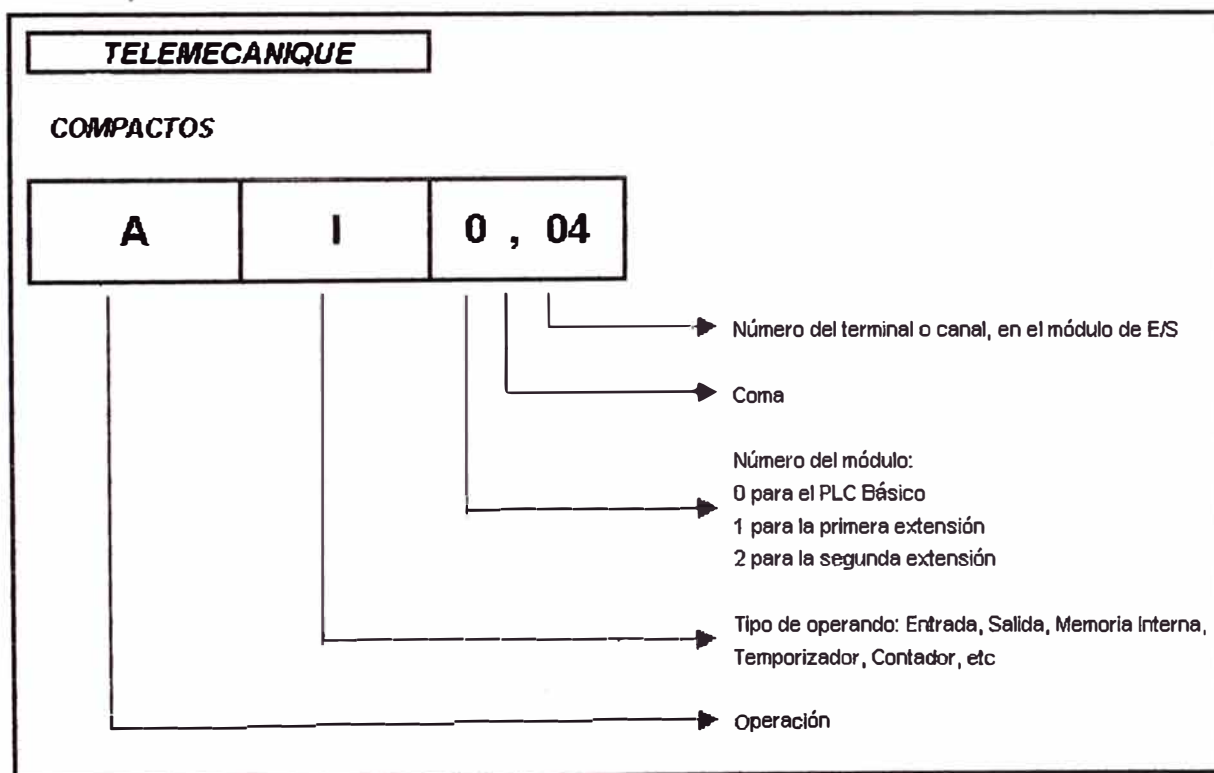 TELEMECANIQUE
COMPACTOS
A I 0 , 04
Número del terminal o canal, en el módulo de E/S
Coma
Número del módulo:
0 para el PLC Básico
1 para la primera extensión
2 para la segunda extensión
Tipo de operando: Entrada, Salida, Memoria Interna,
Temporizador, Contador, etc
Operación